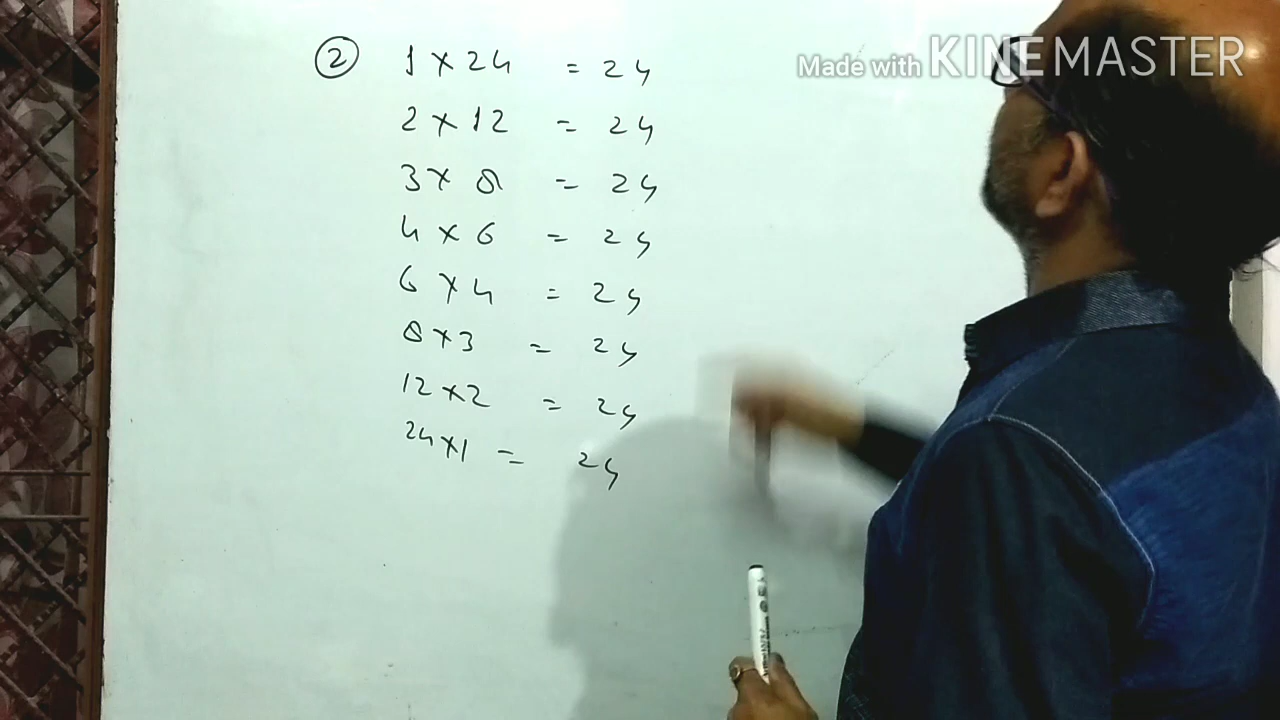 Made with KINEMASTER
② 1 × 24 = 24
2 × 12 = 24
3 × 8 = 24
4 × 6 = 24
6 × 4 = 24
8 × 3 = 24
12 × 2 = 24
24 × 1 = 24